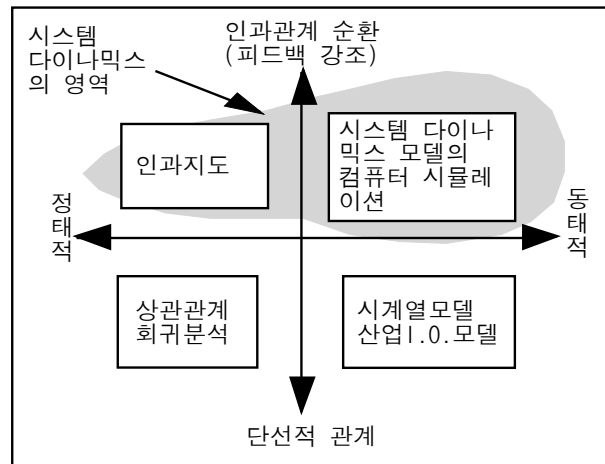 시스템
다이나믹스
의 영역
인과관계 순환
(피드백 강조)
인과지도
시스템 다이나
믹스 모델의
컴퓨터 시뮬레
이션
정태적
동태적
상관관계
회귀분석
시계열모델
산업I.O.모델
단선적 관계